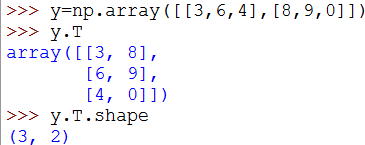 >>> y=np.array([[3,6,4],[8,9,0]])
>>> y.T
array([[3, 8],
       [6, 9],
       [4, 0]])
>>> y.T.shape
(3, 2)